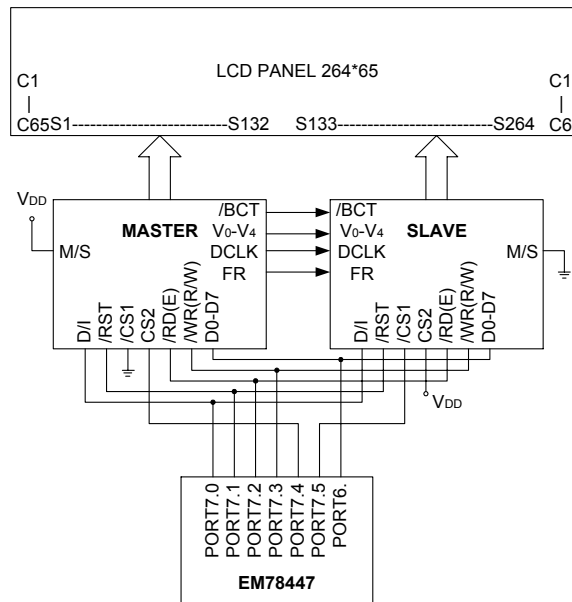 LCD PANEL 264*65
C1
|
C65S1-----------------------S132 S133-----------------------S264
C1
|
C6
VDD
M/S
MASTER
/BCT
V0-V4
DCLK
FR
D/I
/RST
/CS1
CS2
/RD(E)
/WR(R/W)
D0-D7
/BCT
V0-V4
DCLK
FR
SLAVE
M/S
D/I
/RST
/CS1
CS2
/RD(E)
/WR(R/W)
D0-D7
VDD
PORT7.0
PORT7.1
PORT7.2
PORT7.3
PORT7.4
PORT7.5
PORT6.
EM78447